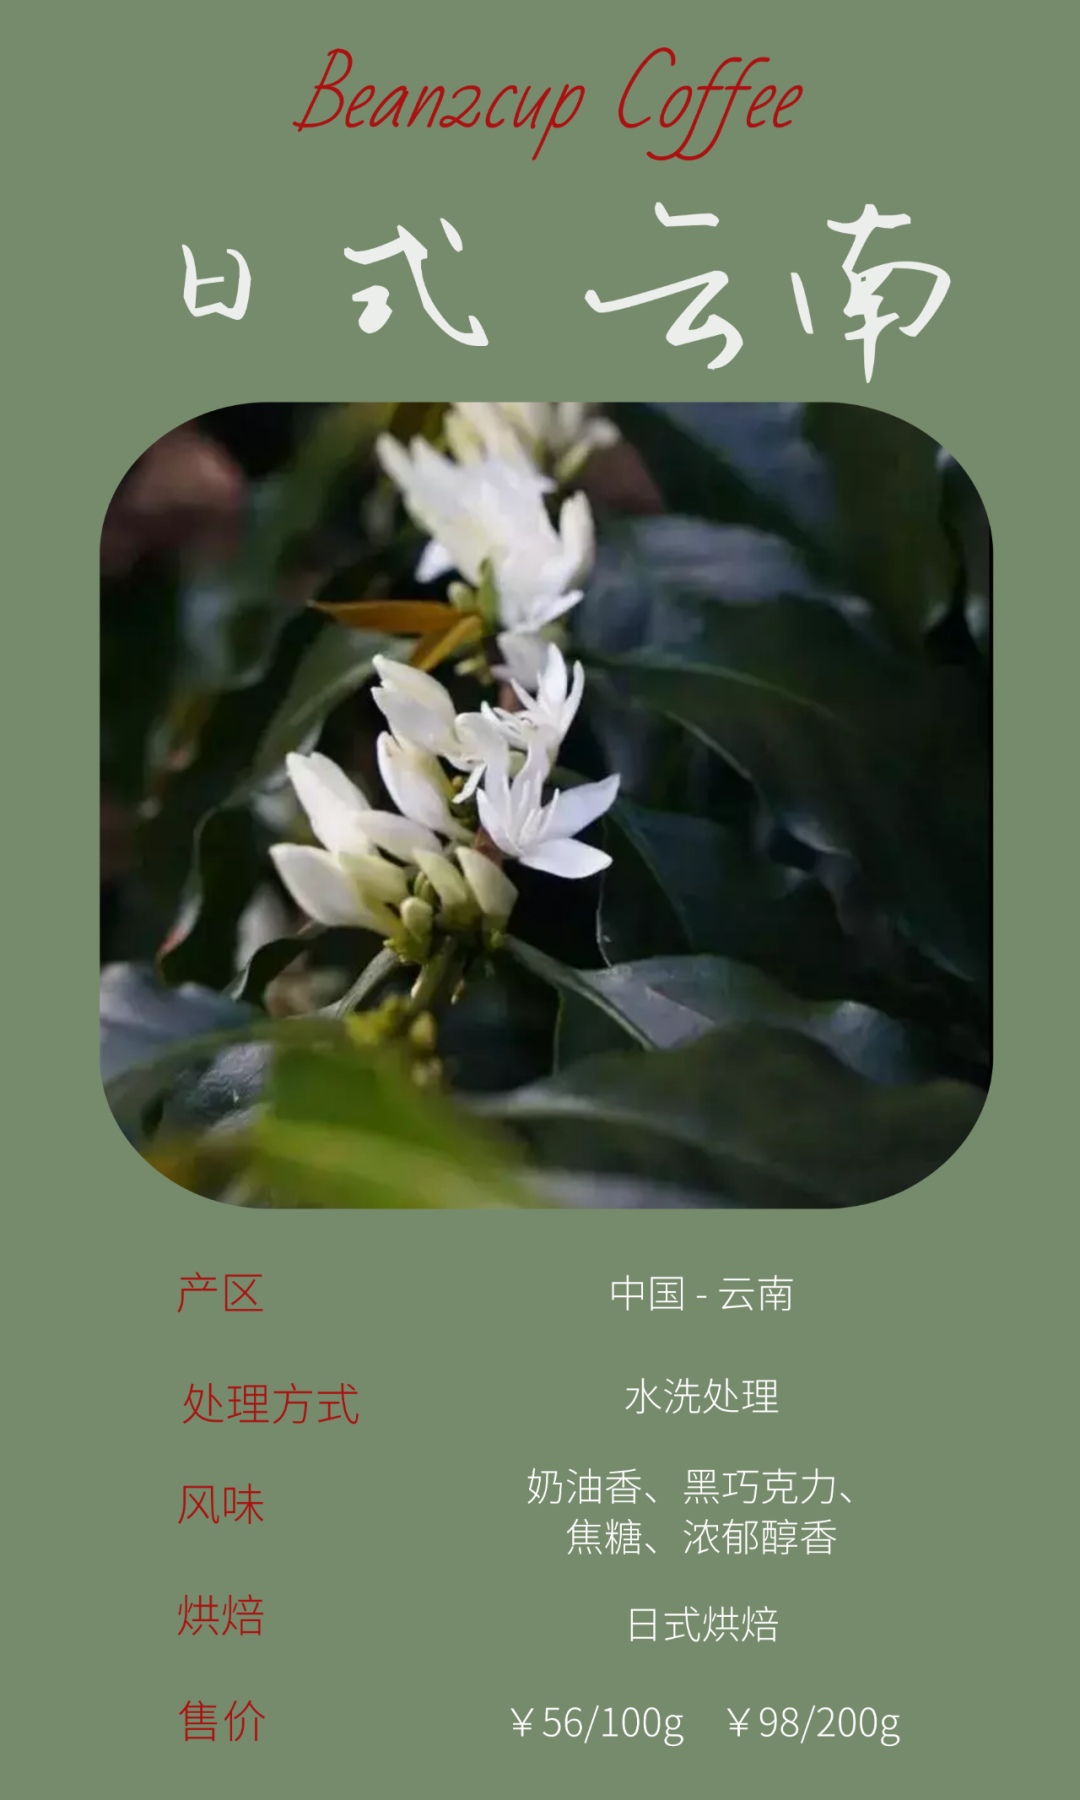 Bean2cup Coffee
日式 云南
产区 中国 - 云南
处理方式 水洗处理
风味 奶油香、黑巧克力、
焦糖、浓郁醇香
烘焙 日式烘焙
售价 ￥56/100g ￥98/200g